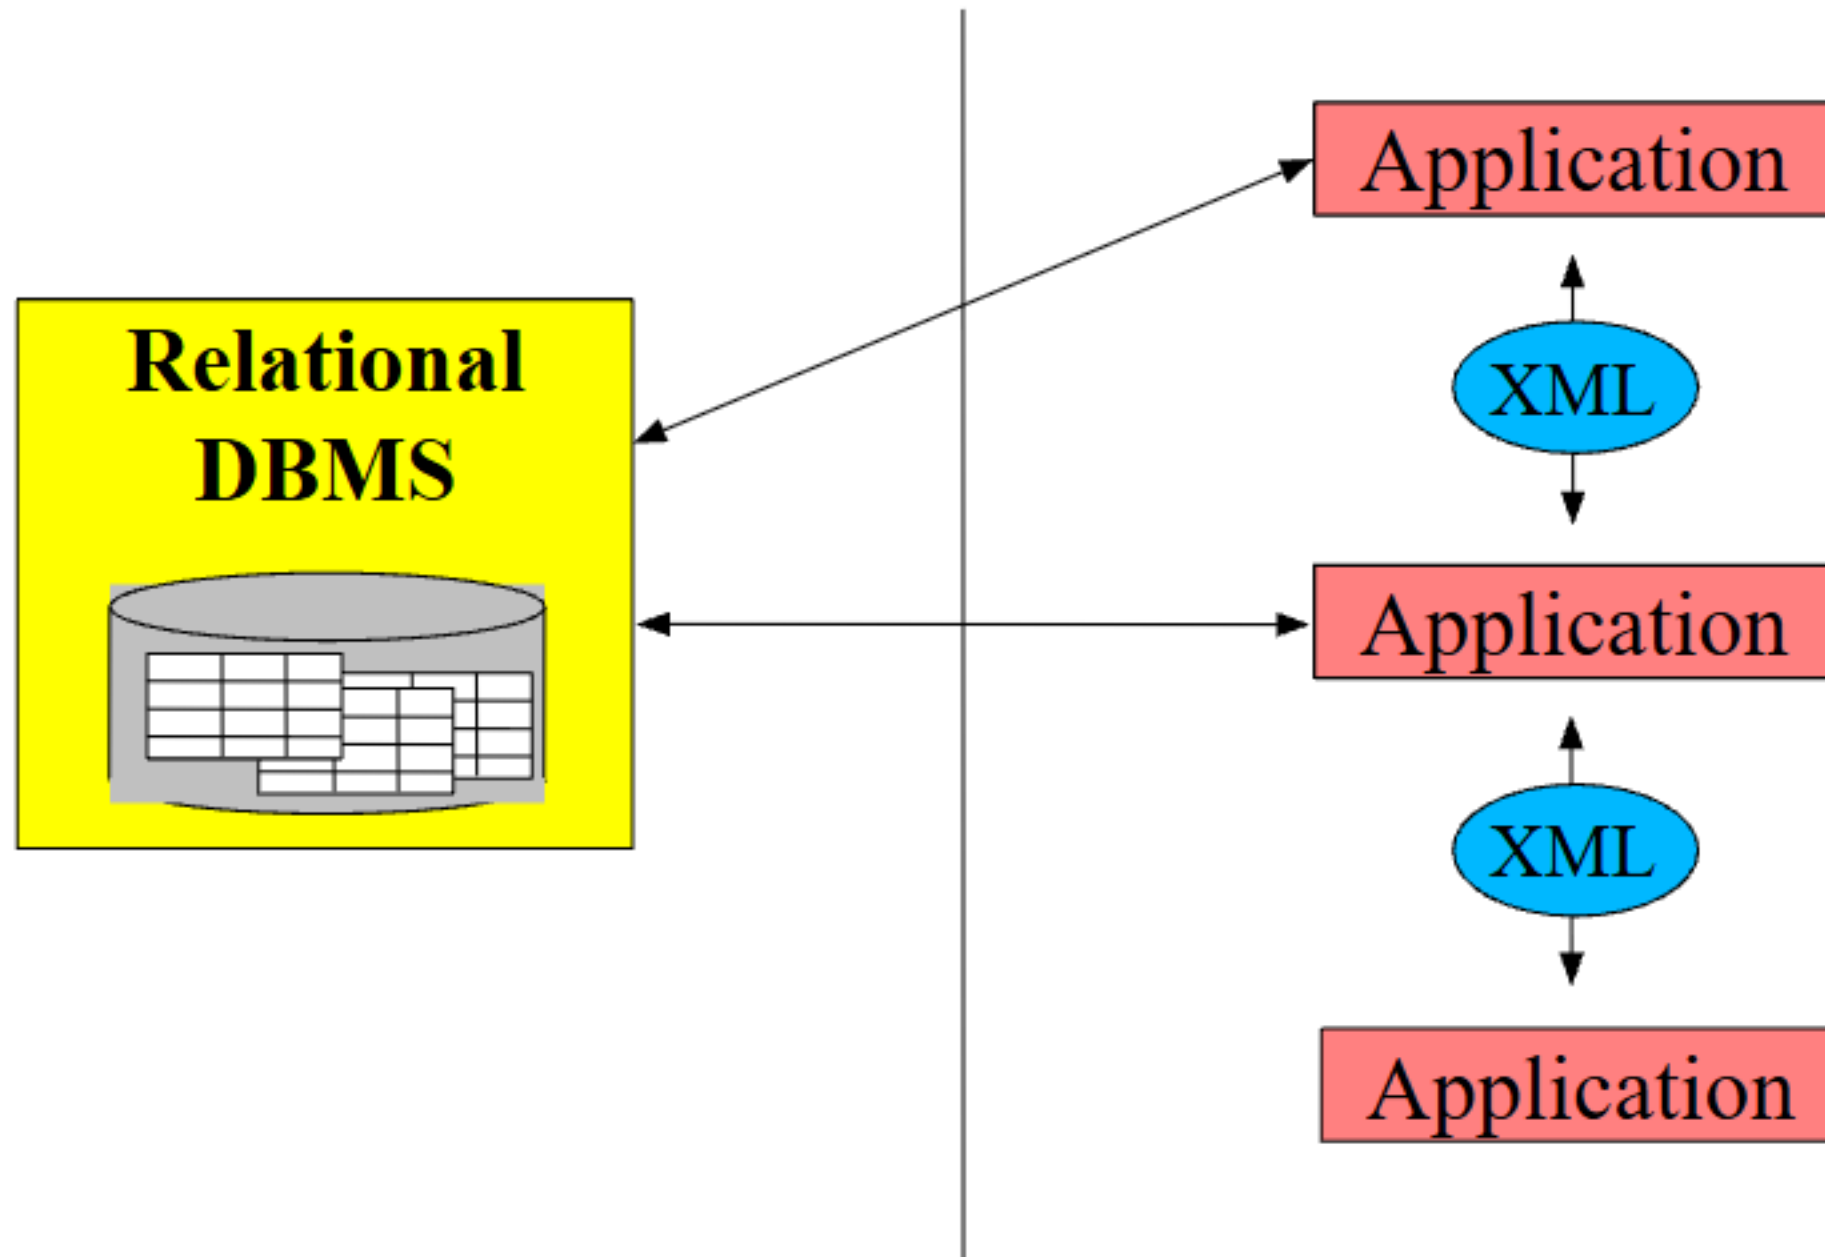 Relational
DBMS
Application
XML
Application
XML
Application